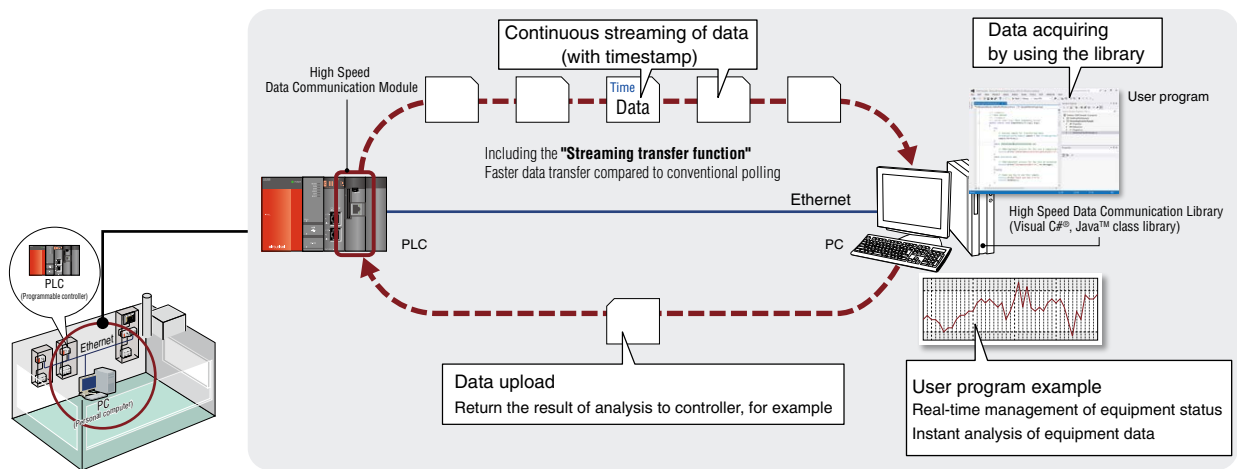 Continuous streaming of data
(with timestamp)
Data acquiring
by using the library
High Speed
Data Communication Module
Time
Data
User program
Including the "Streaming transfer function"
Faster data transfer compared to conventional polling
Ethernet
PLC
PC
High Speed Data Communication Library
(Visual C#®, Java™ class library)
PLC
(Programmable controller)
Ethernet
PC
(Personal computer)
Data upload
Return the result of analysis to controller, for example
User program example
Real-time management of equipment status
Instant analysis of equipment data